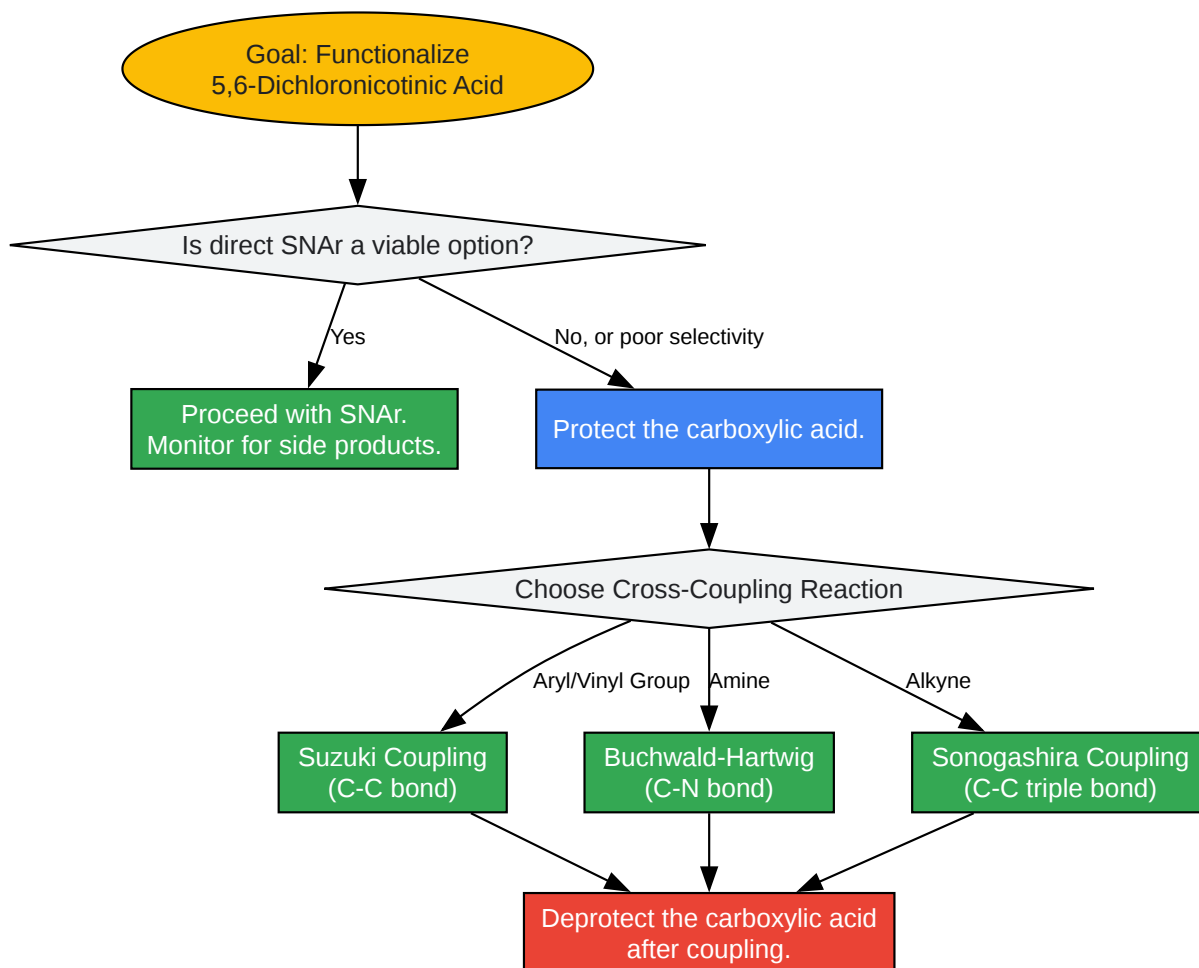 Goal: Functionalize
5,6-Dichloronicotinic Acid
Is direct SNAr a viable option?
Yes
No, or poor selectivity
Proceed with SNAr.
Monitor for side products.
Protect the carboxylic acid.
Choose Cross-Coupling Reaction
Aryl/Vinyl Group
Amine
Alkyne
Suzuki Coupling
(C-C bond)
Buchwald-Hartwig
(C-N bond)
Sonogashira Coupling
(C-C triple bond)
Deprotect the carboxylic acid
after coupling.